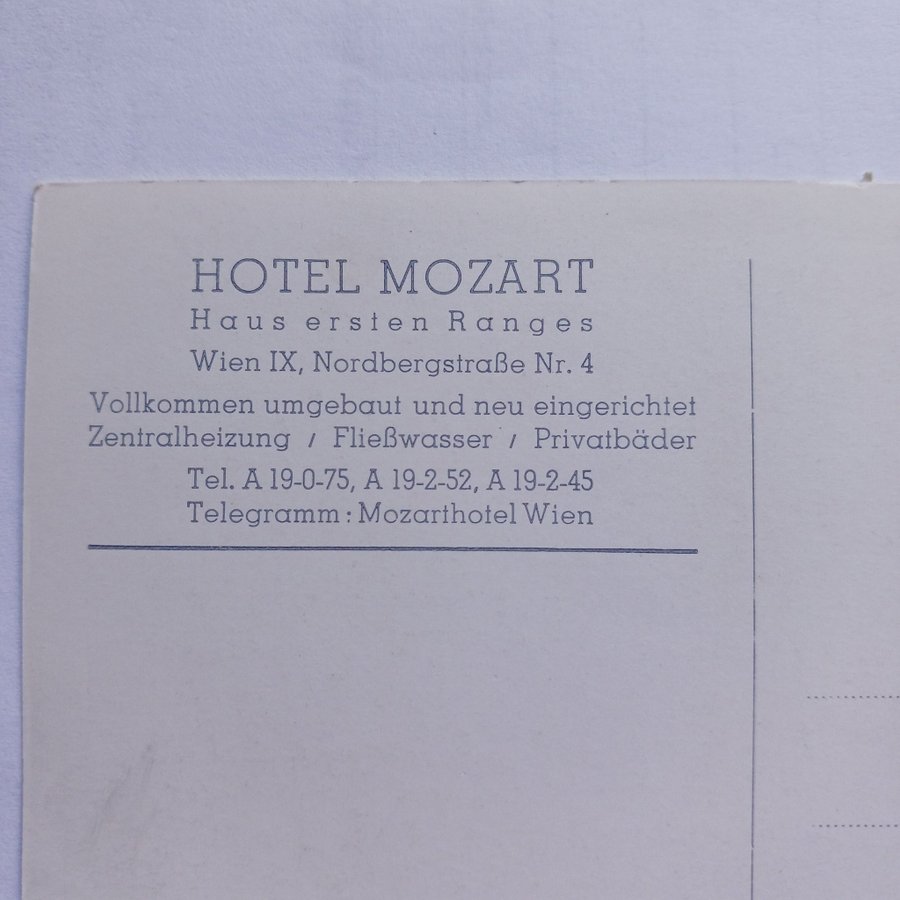 HOTEL MOZART
Haus ersten Ranges
Wien IX, Nordbergstraße Nr. 4
Vollkommen umgebaut und neu eingerichtet
Zentralheizung / Fließwasser / Privatbäder
Tel. A 19-0-75, A 19-2-52, A 19-2-45
Telegramm: Mozarthotel Wien